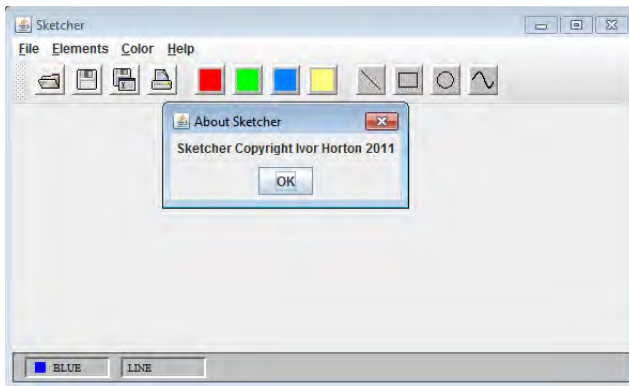 Sketcher
File Elements Color Help
About Sketcher
Sketcher Copyright Ivor Horton 2011
OK
BLUE LINE